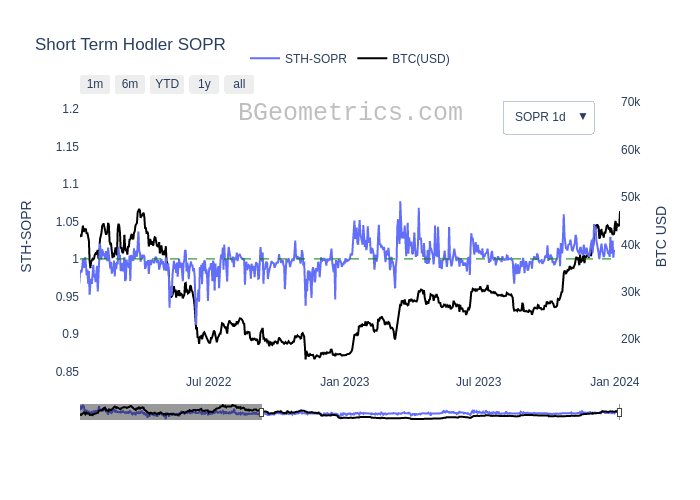 Short Term Hodler SOPR
STH-SOPR
BTC(USD)
1m 6m YTD 1y all
BGeometrics.com
SOPR 1d ▼
1.2
1.15
1.1
1.05
1
0.95
0.9
0.85
STH-SOPR
70k
60k
50k
40k
30k
20k
BTC USD
Jul 2022
Jan 2023
Jul 2023
Jan 2024